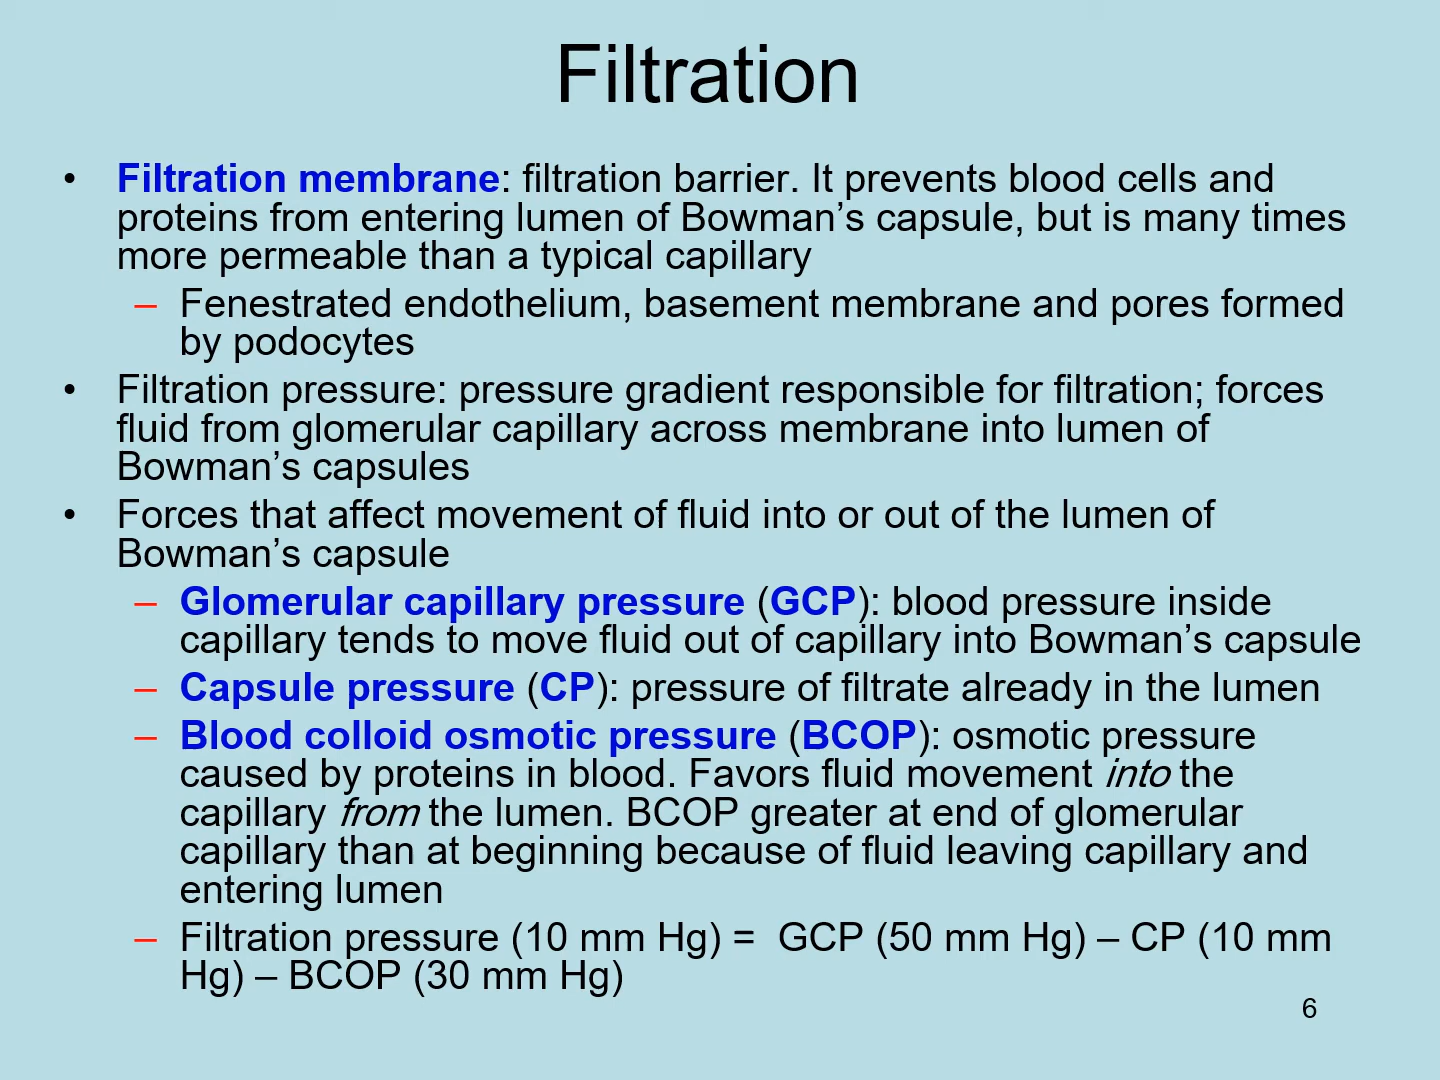 Filtration
• Filtration membrane: filtration barrier. It prevents blood cells and
proteins from entering lumen of Bowman’s capsule, but is many times
more permeable than a typical capillary
– Fenestrated endothelium, basement membrane and pores formed
by podocytes
• Filtration pressure: pressure gradient responsible for filtration; forces
fluid from glomerular capillary across membrane into lumen of
Bowman’s capsules
• Forces that affect movement of fluid into or out of the lumen of
Bowman’s capsule
– Glomerular capillary pressure (GCP): blood pressure inside
capillary tends to move fluid out of capillary into Bowman’s capsule
– Capsule pressure (CP): pressure of filtrate already in the lumen
– Blood colloid osmotic pressure (BCOP): osmotic pressure
caused by proteins in blood. Favors fluid movement into the
capillary from the lumen. BCOP greater at end of glomerular
capillary than at beginning because of fluid leaving capillary and
entering lumen
– Filtration pressure (10 mm Hg) = GCP (50 mm Hg) – CP (10 mm
Hg) – BCOP (30 mm Hg)
6